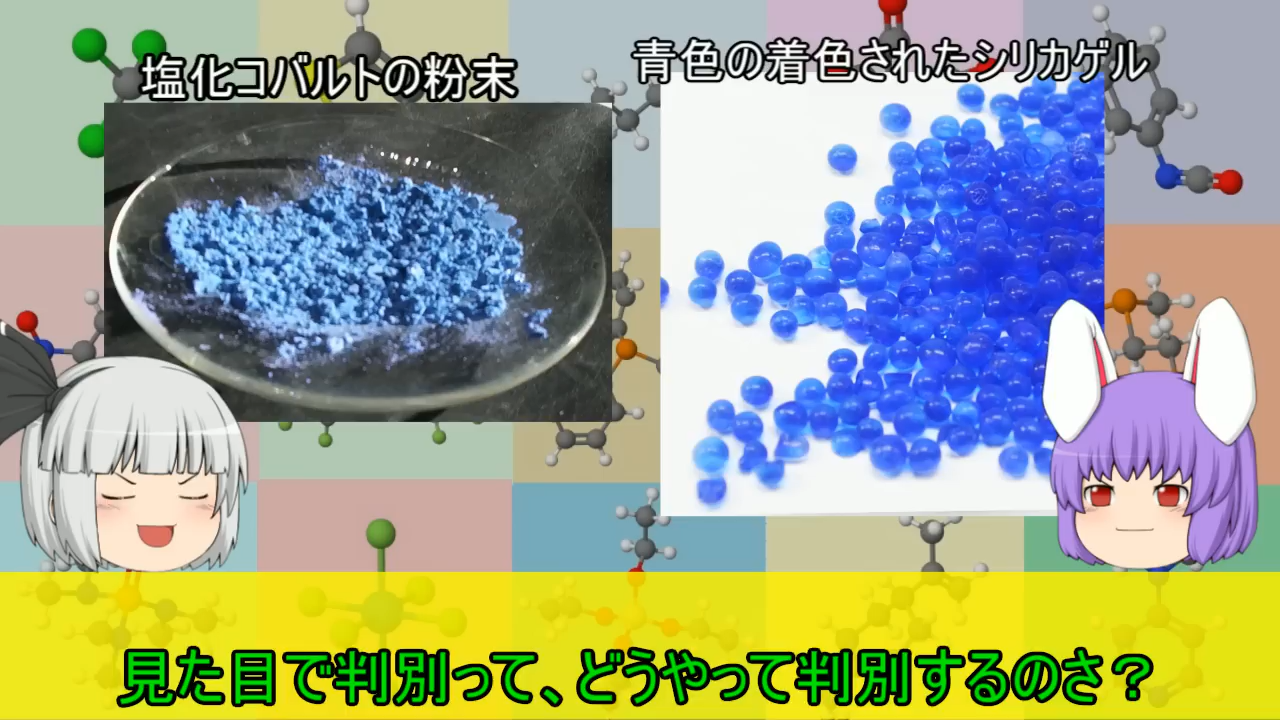 塩化コバルトの粉末
青色の着色されたシリカゲル
見た目で判別って、どうやって判別するのさ？